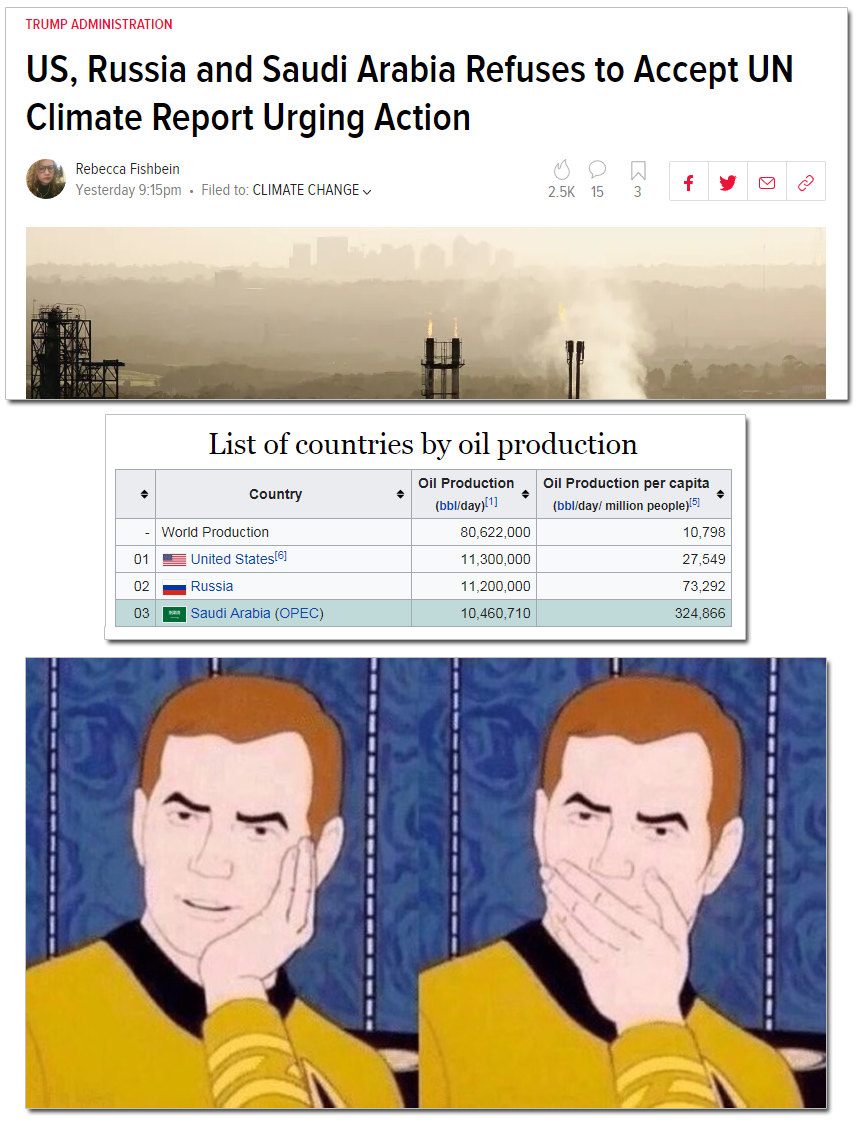 TRUMP ADMINISTRATION
US, Russia and Saudi Arabia Refuses to Accept UN
Climate Report Urging Action
Rebecca Fishbein
Yesterday 9:15pm • Filed to: CLIMATE CHANGE
2.5K 15 3
List of countries by oil production
Country Oil Production (bbl/day)[1] Oil Production per capita (bbl/day/ million people)[5]
- World Production 80,622,000 10,798
01 United States[6] 11,300,000 27,549
02 Russia 11,200,000 73,292
03 Saudi Arabia (OPEC) 10,460,710 324,866